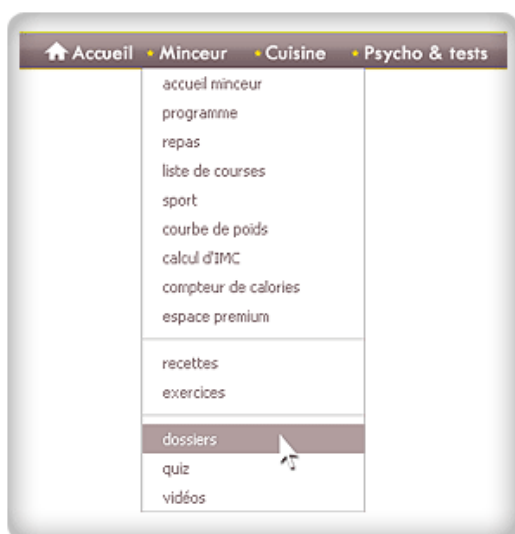 Accueil • Minceur • Cuisine • Psycho & tests
accueil minceur
programme
repas
liste de courses
sport
courbe de poids
calcul d'IMC
compteur de calories
espace premium
recettes
exercices
dossiers
quiz
vidéos